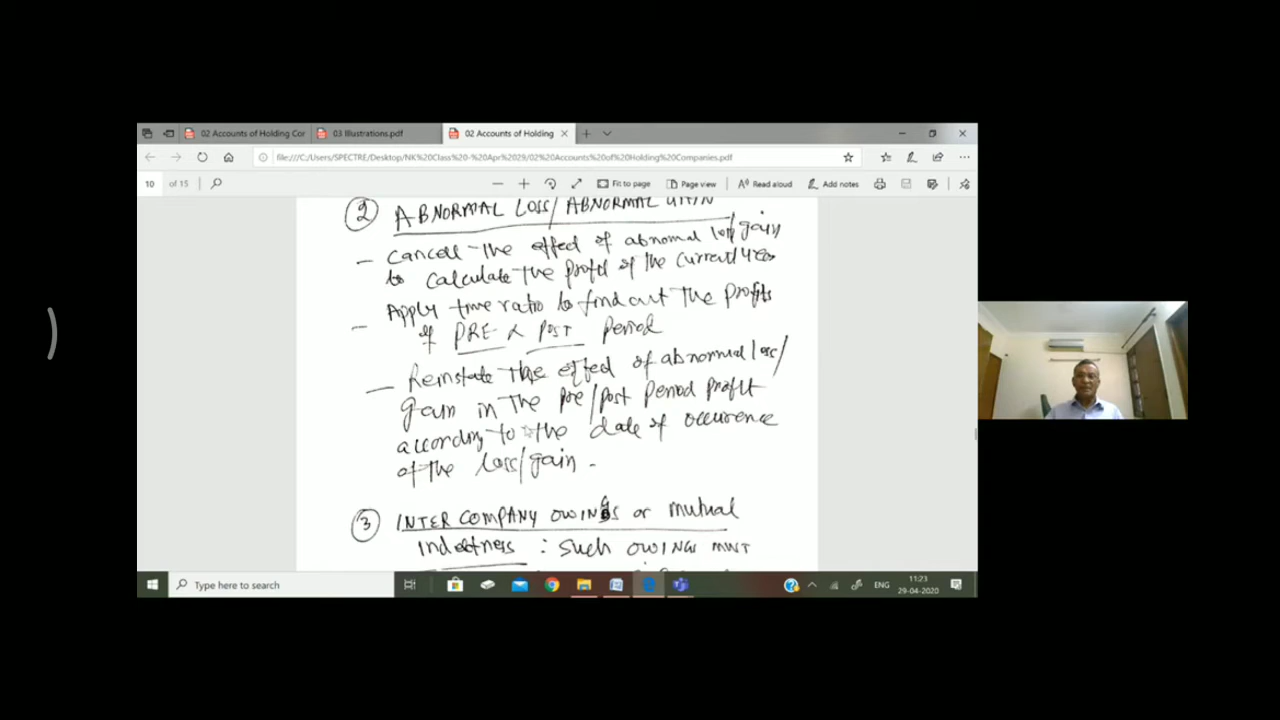 02 Accounts of Holding Cor
03 Illustrations.pdf
02 Accounts of Holding
file:///C:/Users/SPECTRE/Desktop/NK%20Class%20-%20Apr%2029/02%20Accounts%20of%20Holding%20Companies.pdf
10 of 15
Fit to page
Page view
Read aloud
Add notes
2 ABNORMAL LOSS/ABNORMAL GAIN
- Cancel the effect of abnormal loss/gain
to calculate the profit of the current year
- Apply time ratio to find out the profits
of PRE & POST period
- Reinstate the effect of abnormal loss/
gain in the pre/post period profit
according to the date of occurence
of the loss/gain.
3 INTER COMPANY OWINGS or mutual
indebtness : such owings must
Type here to search
ENG
11:23
29-04-2020